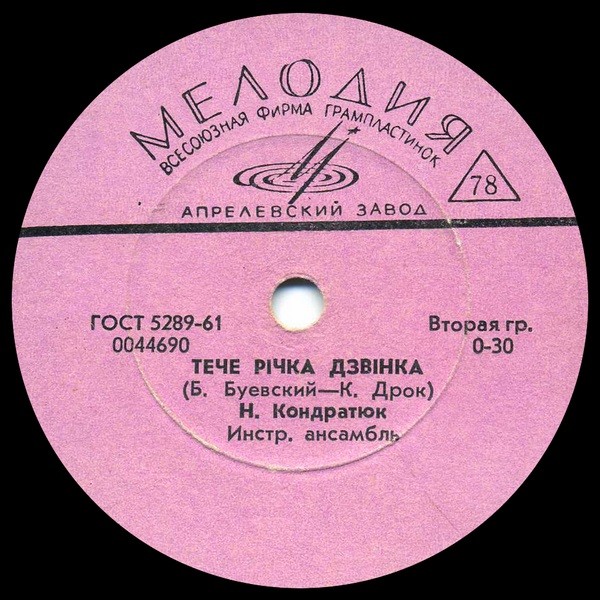 МЕЛОДИЯ
ВСЕСОЮЗНАЯ ФИРМА ГРАМПЛАСТИНОК
78
АПРЕЛЕВСКИЙ ЗАВОД
ГОСТ 5289-61
0044690
Вторая гр.
0-30
ТЕЧЕ РІЧКА ДЗВІНКА
(Б. Буевский—К. Дрок)
Н. Кондратюк
Инстр. ансамбль